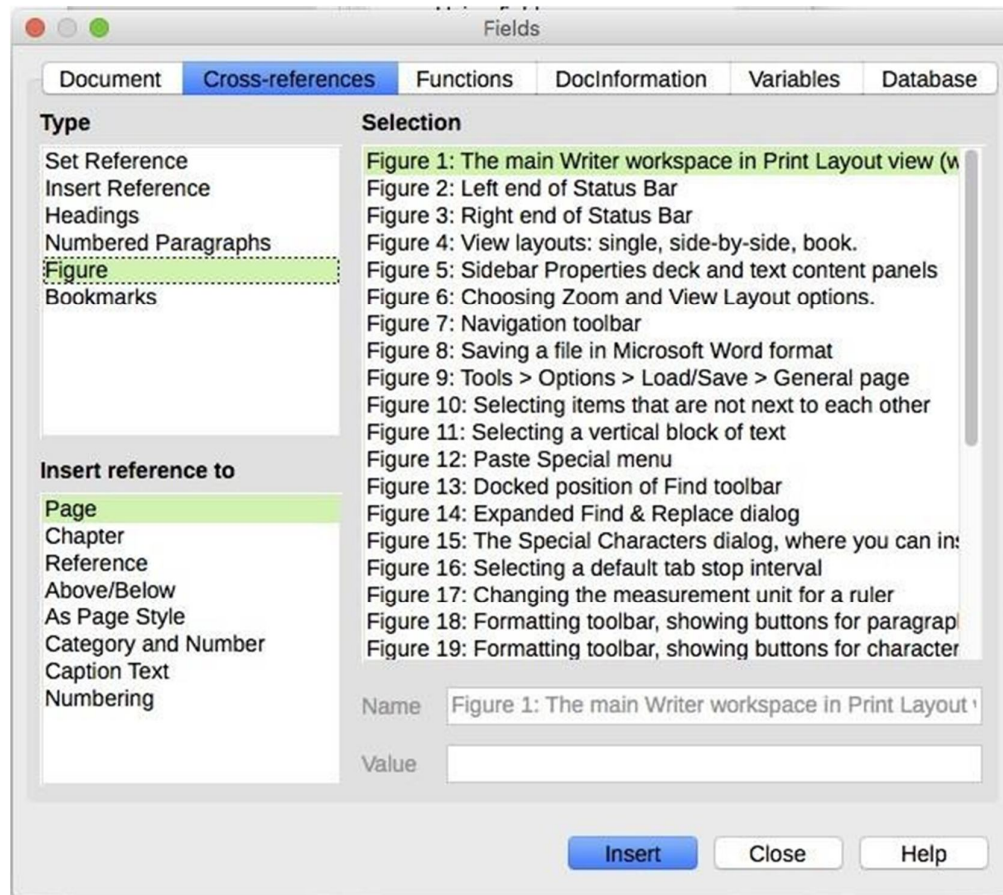 Fields
Document Cross-references Functions DocInformation Variables Database
Type
Set Reference
Insert Reference
Headings
Numbered Paragraphs
Figure
Bookmarks
Insert reference to
Page
Chapter
Reference
Above/Below
As Page Style
Category and Number
Caption Text
Numbering
Selection
Figure 1: The main Writer workspace in Print Layout view (w
Figure 2: Left end of Status Bar
Figure 3: Right end of Status Bar
Figure 4: View layouts: single, side-by-side, book.
Figure 5: Sidebar Properties deck and text content panels
Figure 6: Choosing Zoom and View Layout options.
Figure 7: Navigation toolbar
Figure 8: Saving a file in Microsoft Word format
Figure 9: Tools > Options > Load/Save > General page
Figure 10: Selecting items that are not next to each other
Figure 11: Selecting a vertical block of text
Figure 12: Paste Special menu
Figure 13: Docked position of Find toolbar
Figure 14: Expanded Find & Replace dialog
Figure 15: The Special Characters dialog, where you can in
Figure 16: Selecting a default tab stop interval
Figure 17: Changing the measurement unit for a ruler
Figure 18: Formatting toolbar, showing buttons for paragrap
Figure 19: Formatting toolbar, showing buttons for character
Name Figure 1: The main Writer workspace in Print Layout
Value
Insert Close Help